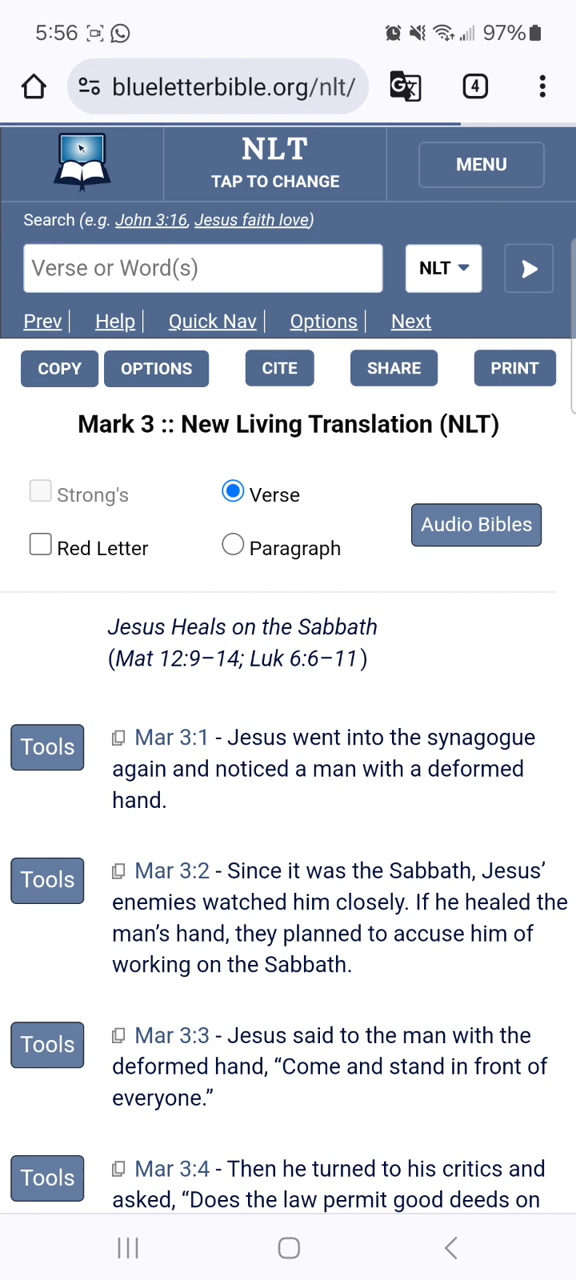 5:56 97%
blueletterbible.org/nlt/ 4
NLT
TAP TO CHANGE
MENU
Search (e.g. John 3:16, Jesus faith love)
Verse or Word(s) NLT
Prev | Help | Quick Nav | Options | Next
COPY OPTIONS CITE SHARE PRINT
Mark 3 :: New Living Translation (NLT)
Strong's Verse
Audio Bibles
Red Letter Paragraph
Jesus Heals on the Sabbath
(Mat 12:9–14; Luk 6:6–11)
Tools Mar 3:1 - Jesus went into the synagogue
again and noticed a man with a deformed
hand.
Tools Mar 3:2 - Since it was the Sabbath, Jesus’
enemies watched him closely. If he healed the
man’s hand, they planned to accuse him of
working on the Sabbath.
Tools Mar 3:3 - Jesus said to the man with the
deformed hand, “Come and stand in front of
everyone.”
Tools Mar 3:4 - Then he turned to his critics and
asked, “Does the law permit good deeds on